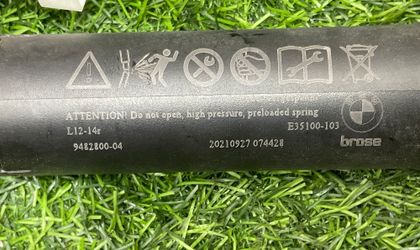 ATTENTION! Do not open, high pressure, preloaded spring
L12-14r E35100-103
9482800-04 20210927 074428 brose